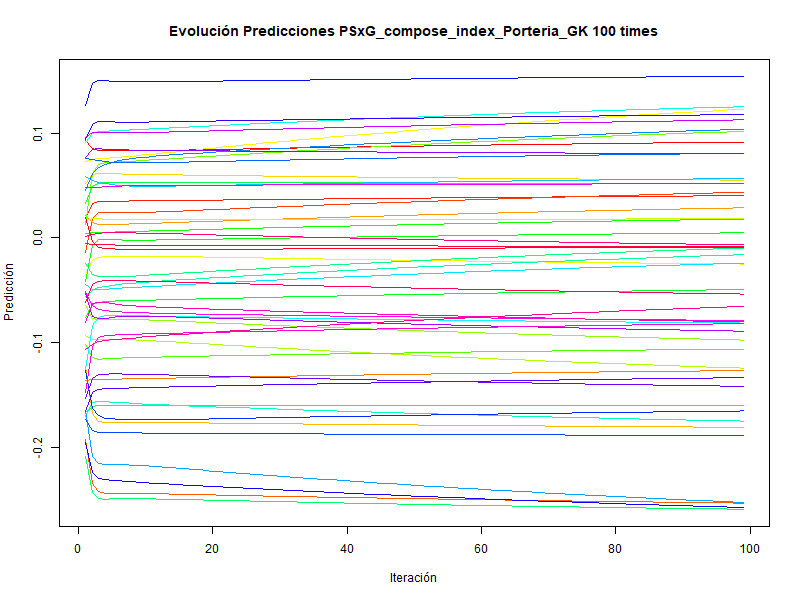 Evolución Predicciones PSxG_compose_index_Porteria_GK 100 times
Predicción
0.1
0.0
-0.1
-0.2
0 20 40 60 80 100
Iteración